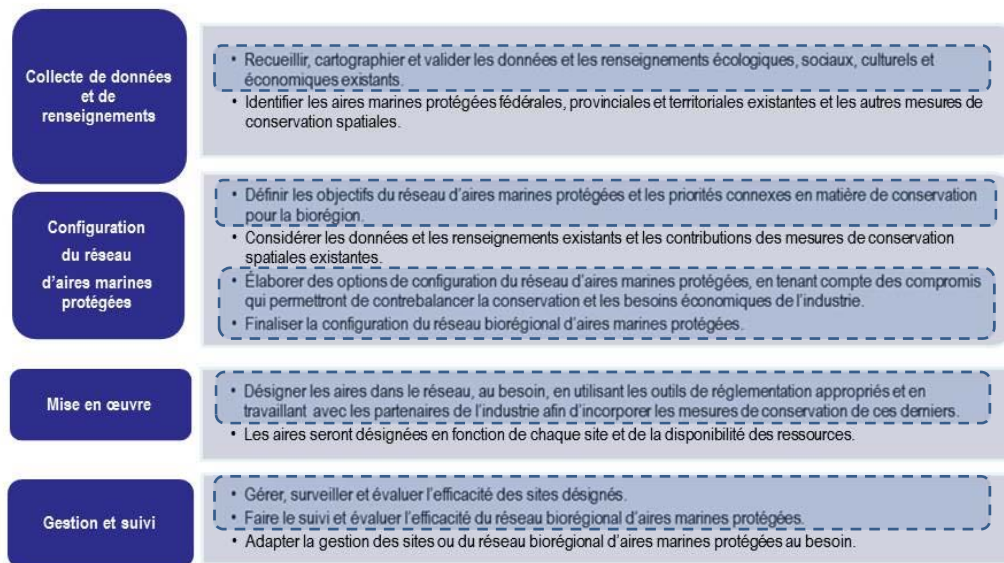 Collecte de données
et de
renseignements
• Recueillir, cartographier et valider les données et les renseignements écologiques, sociaux, culturels et
économiques existants.
• Identifier les aires marines protégées fédérales, provinciales et territoriales existantes et les autres mesures de
conservation spatiales.
Configuration
du réseau
d'aires marines
protégées
• Définir les objectifs du réseau d'aires marines protégées et les priorités connexes en matière de conservation
pour la biorégion.
• Considérer les données et les renseignements existants et les contributions des mesures de conservation
spatiales existantes.
• Élaborer des options de configuration du réseau d'aires marines protégées, en tenant compte des compromis
qui permettront de contrebalancer la conservation et les besoins économiques de l'industrie.
• Finaliser la configuration du réseau biorégional d'aires marines protégées.
Mise en œuvre
• Désigner les aires dans le réseau, au besoin, en utilisant les outils de réglementation appropriés et en
travaillant avec les partenaires de l'industrie afin d'incorporer les mesures de conservation de ces derniers.
• Les aires seront désignées en fonction de chaque site et de la disponibilité des ressources.
Gestion et suivi
• Gérer, surveiller et évaluer l'efficacité des sites désignés.
• Faire le suivi et évaluer l'efficacité du réseau biorégional d'aires marines protégées.
• Adapter la gestion des sites ou du réseau biorégional d'aires marines protégées au besoin.